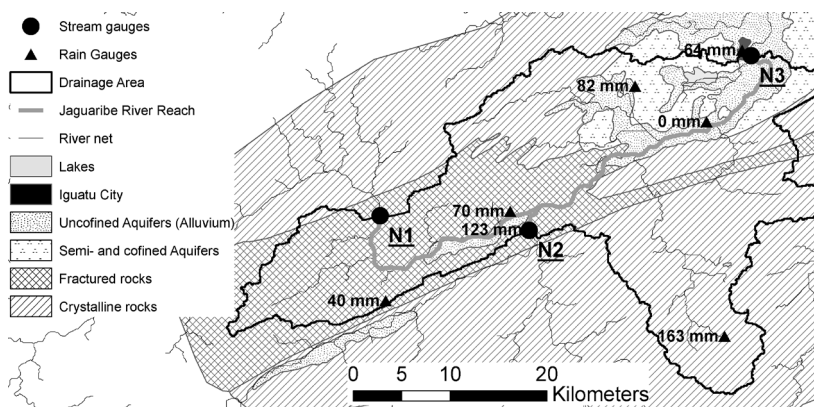 Stream gauges
Rain Gauges
Drainage Area
Jaguaribe River Reach
River net
Lakes
Iguatu City
Uncofined Aquifers (Alluvium)
Semi- and cofined Aquifers
Fractured rocks
Crystalline rocks
64 mm
N3
82 mm
0 mm
70 mm
N1
123 mm
N2
40 mm
163 mm
0 5 10 20
Kilometers